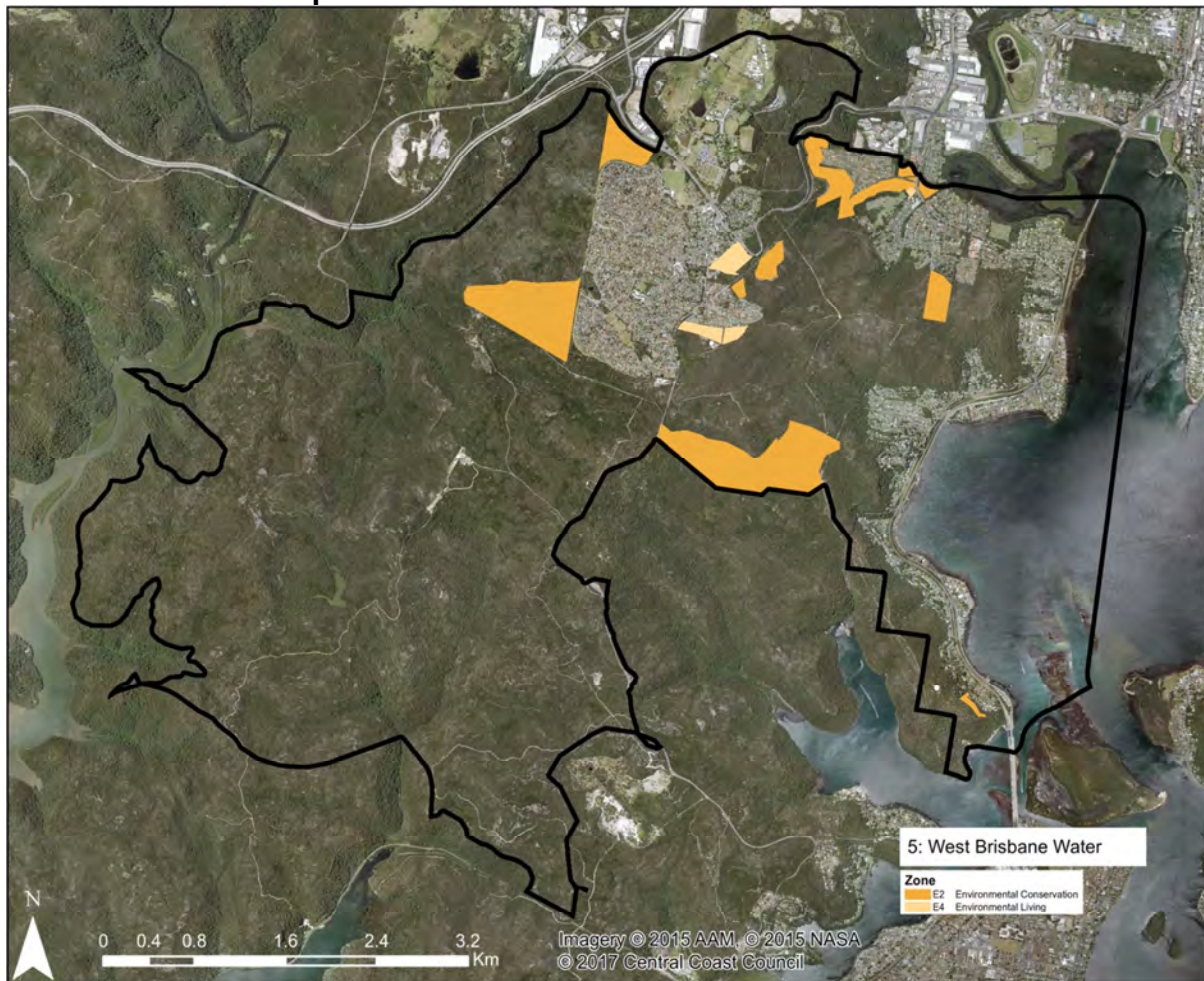 5: West Brisbane Water
Zone
E2 Environmental Conservation
E4 Environmental Living
N
0 0.4 0.8 1.6 2.4 3.2
Km
Imagery © 2015 AAM, © 2015 NASA
© 2017 Central Coast Council